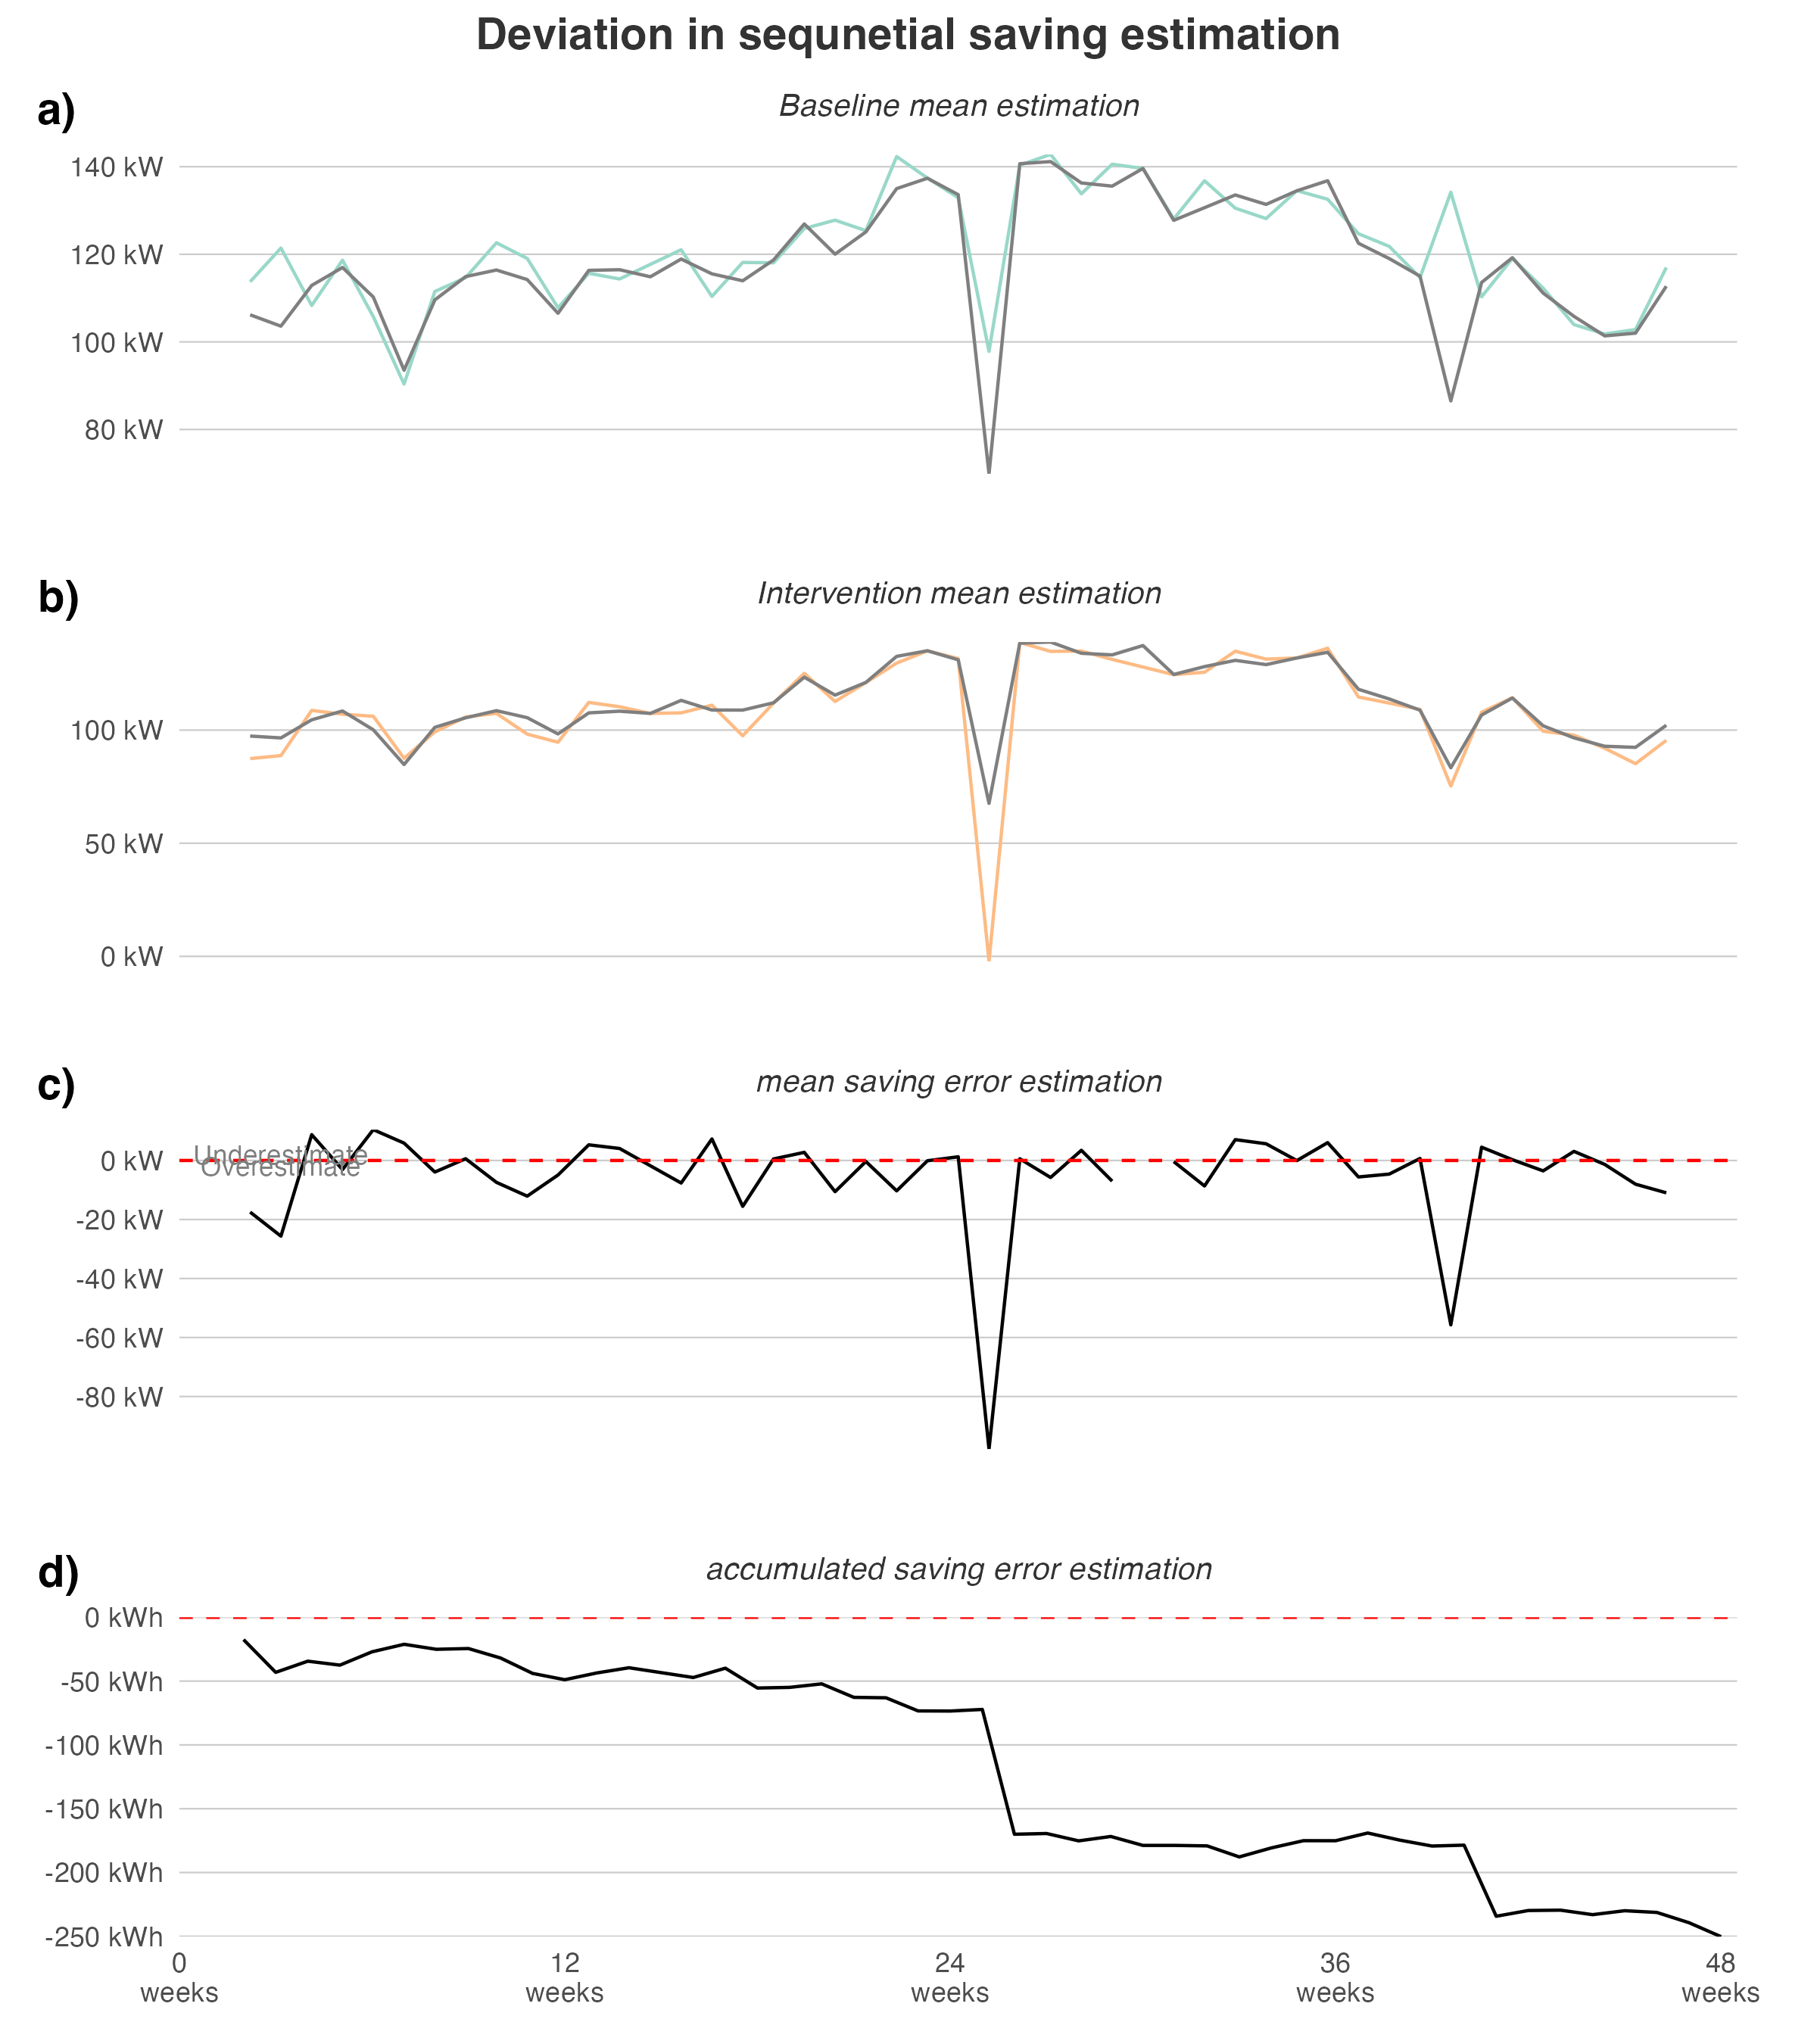 Deviation in sequnetial saving estimation
a)
Baseline mean estimation
140 kW
120 kW
100 kW
80 kW
b)
Intervention mean estimation
100 kW
50 kW
0 kW
c)
mean saving error estimation
Underestimate
0 kW
Overestimate
-20 kW
-40 kW
-60 kW
-80 kW
d)
accumulated saving error estimation
0 kWh
-50 kWh
-100 kWh
-150 kWh
-200 kWh
-250 kWh
0 12 24 36 48
weeks weeks weeks weeks weeks